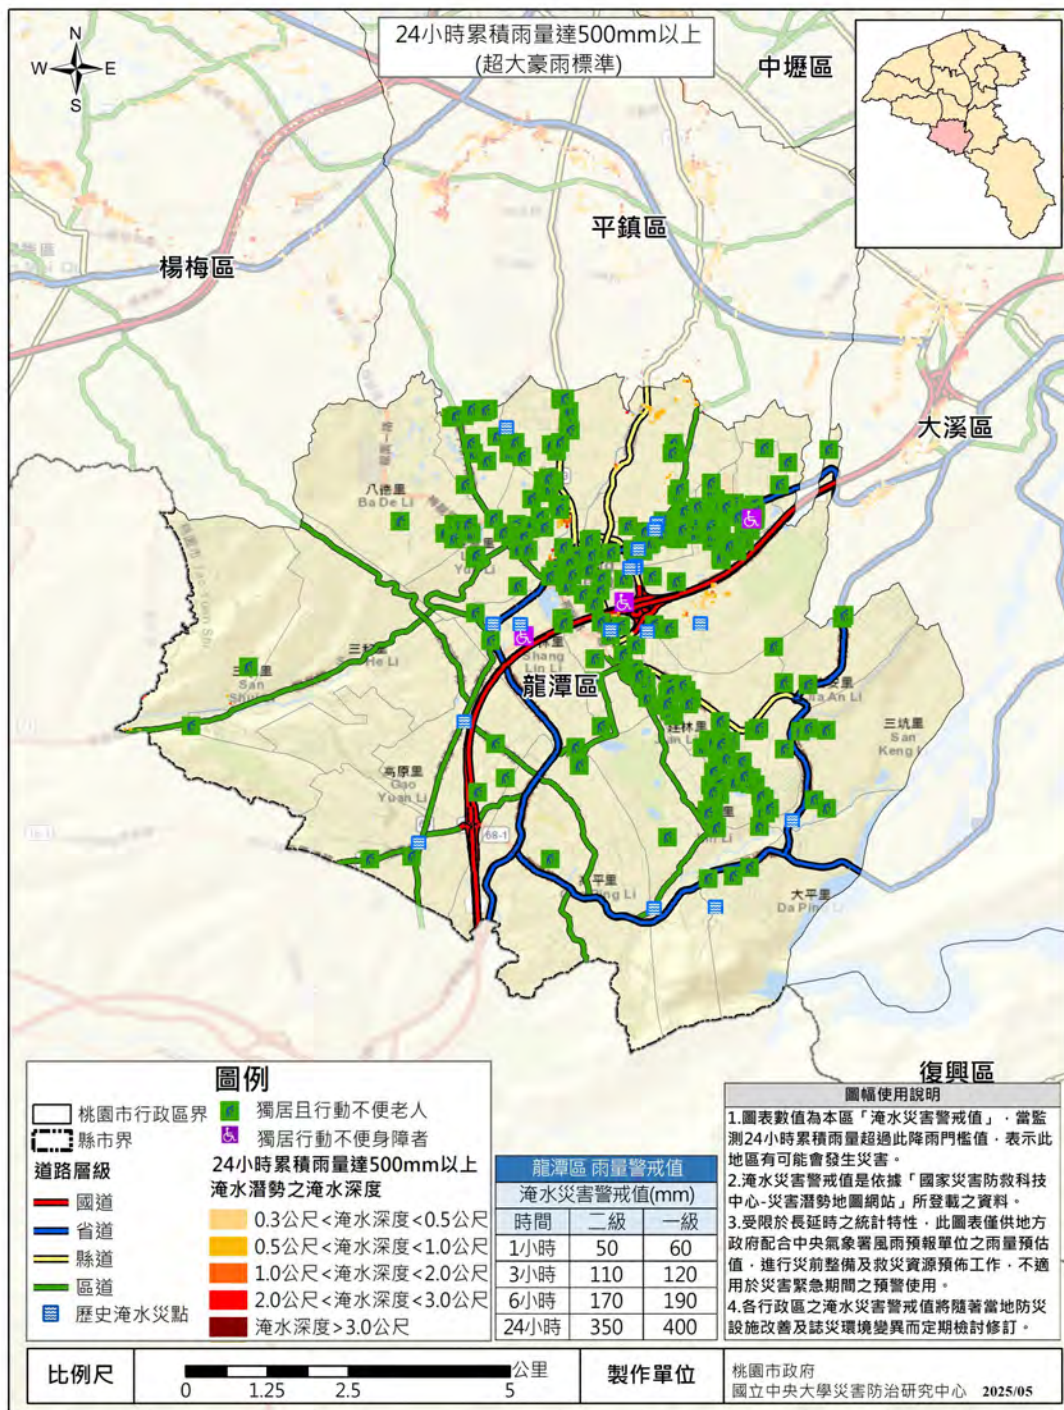 24小時累積雨量達500mm以上
(超大豪雨標準)
N
W
E
S
中壢區
平鎮區
楊梅區
大溪區
八德里
Ba De Li
Shang
Lin Li
龍潭區
San
三坑里
San
Keng Li
高原里
Gao
Yuan Li
68-1
大平里
復興區
圖例
桃園市行政區界
縣市界
道路層級
國道
省道
縣道
區道
歷史淹水災點
獨居且行動不便老人
獨居行動不便身障者
24小時累積雨量達500mm以上
淹水潛勢之淹水深度
0.3公尺<淹水深度<0.5公尺
0.5公尺<淹水深度<1.0公尺
1.0公尺<淹水深度<2.0公尺
2.0公尺<淹水深度<3.0公尺
淹水深度>3.0公尺
龍潭區 雨量警戒值
淹水災害警戒值(mm)
時間 二級 一級
1小時 50 60
3小時 110 120
6小時 170 190
24小時 350 400
圖幅使用說明
1.圖表數值為本區「淹水災害警戒值」，當監
測24小時累積雨量超過此降雨門檻值，表示此
地區有可能會發生災害。
2.淹水災害警戒值是依據「國家災害防救科技
中心-災害潛勢地圖網站」所登載之資料。
3.受限於長延時之統計特性，此圖表僅供地方
政府配合中央氣象署風雨預報單位之雨量預估
值，進行災前整備及救災資源預佈工作，不適
用於災害緊急期間之預警使用。
4.各行政區之淹水災害警戒值將隨著當地防災
設施改善及誌災環境變異而定期檢討修訂。
比例尺
公里
0 1.25 2.5 5
製作單位
桃園市政府
國立中央大學災害防治研究中心 2025/05